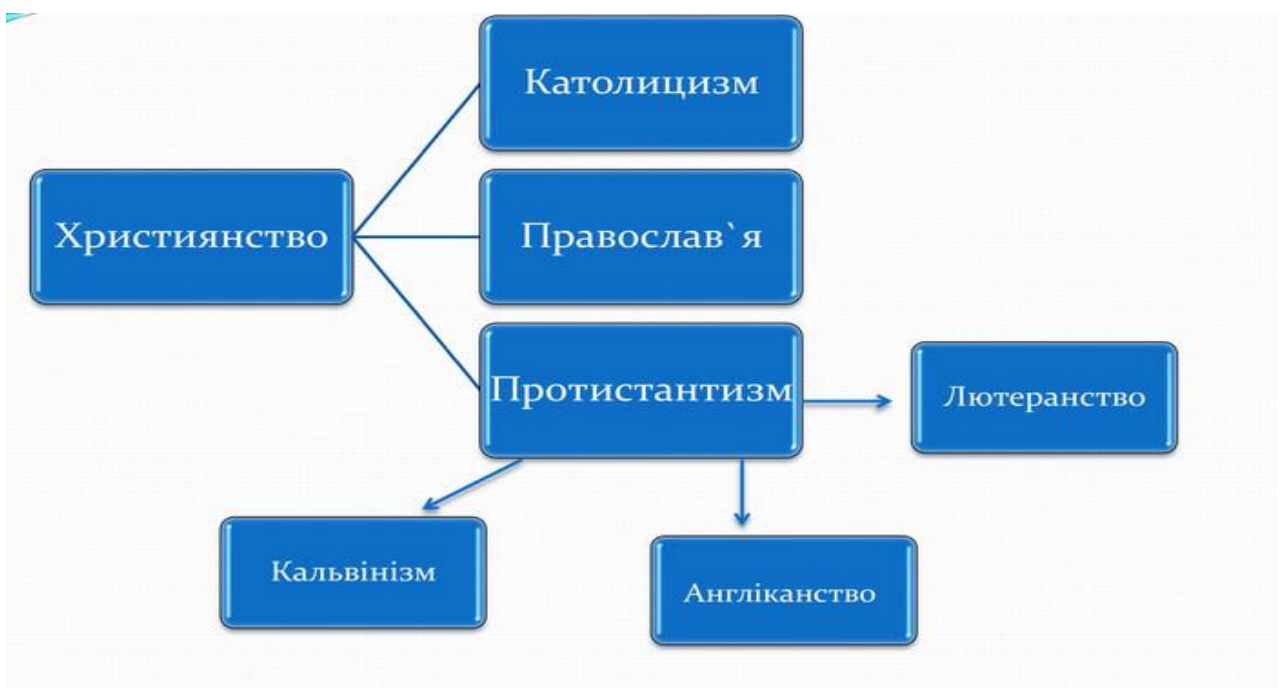 Католицизм
Християнство
Православ`я
Протистантизм
Лютеранство
Кальвінізм
Англіканство